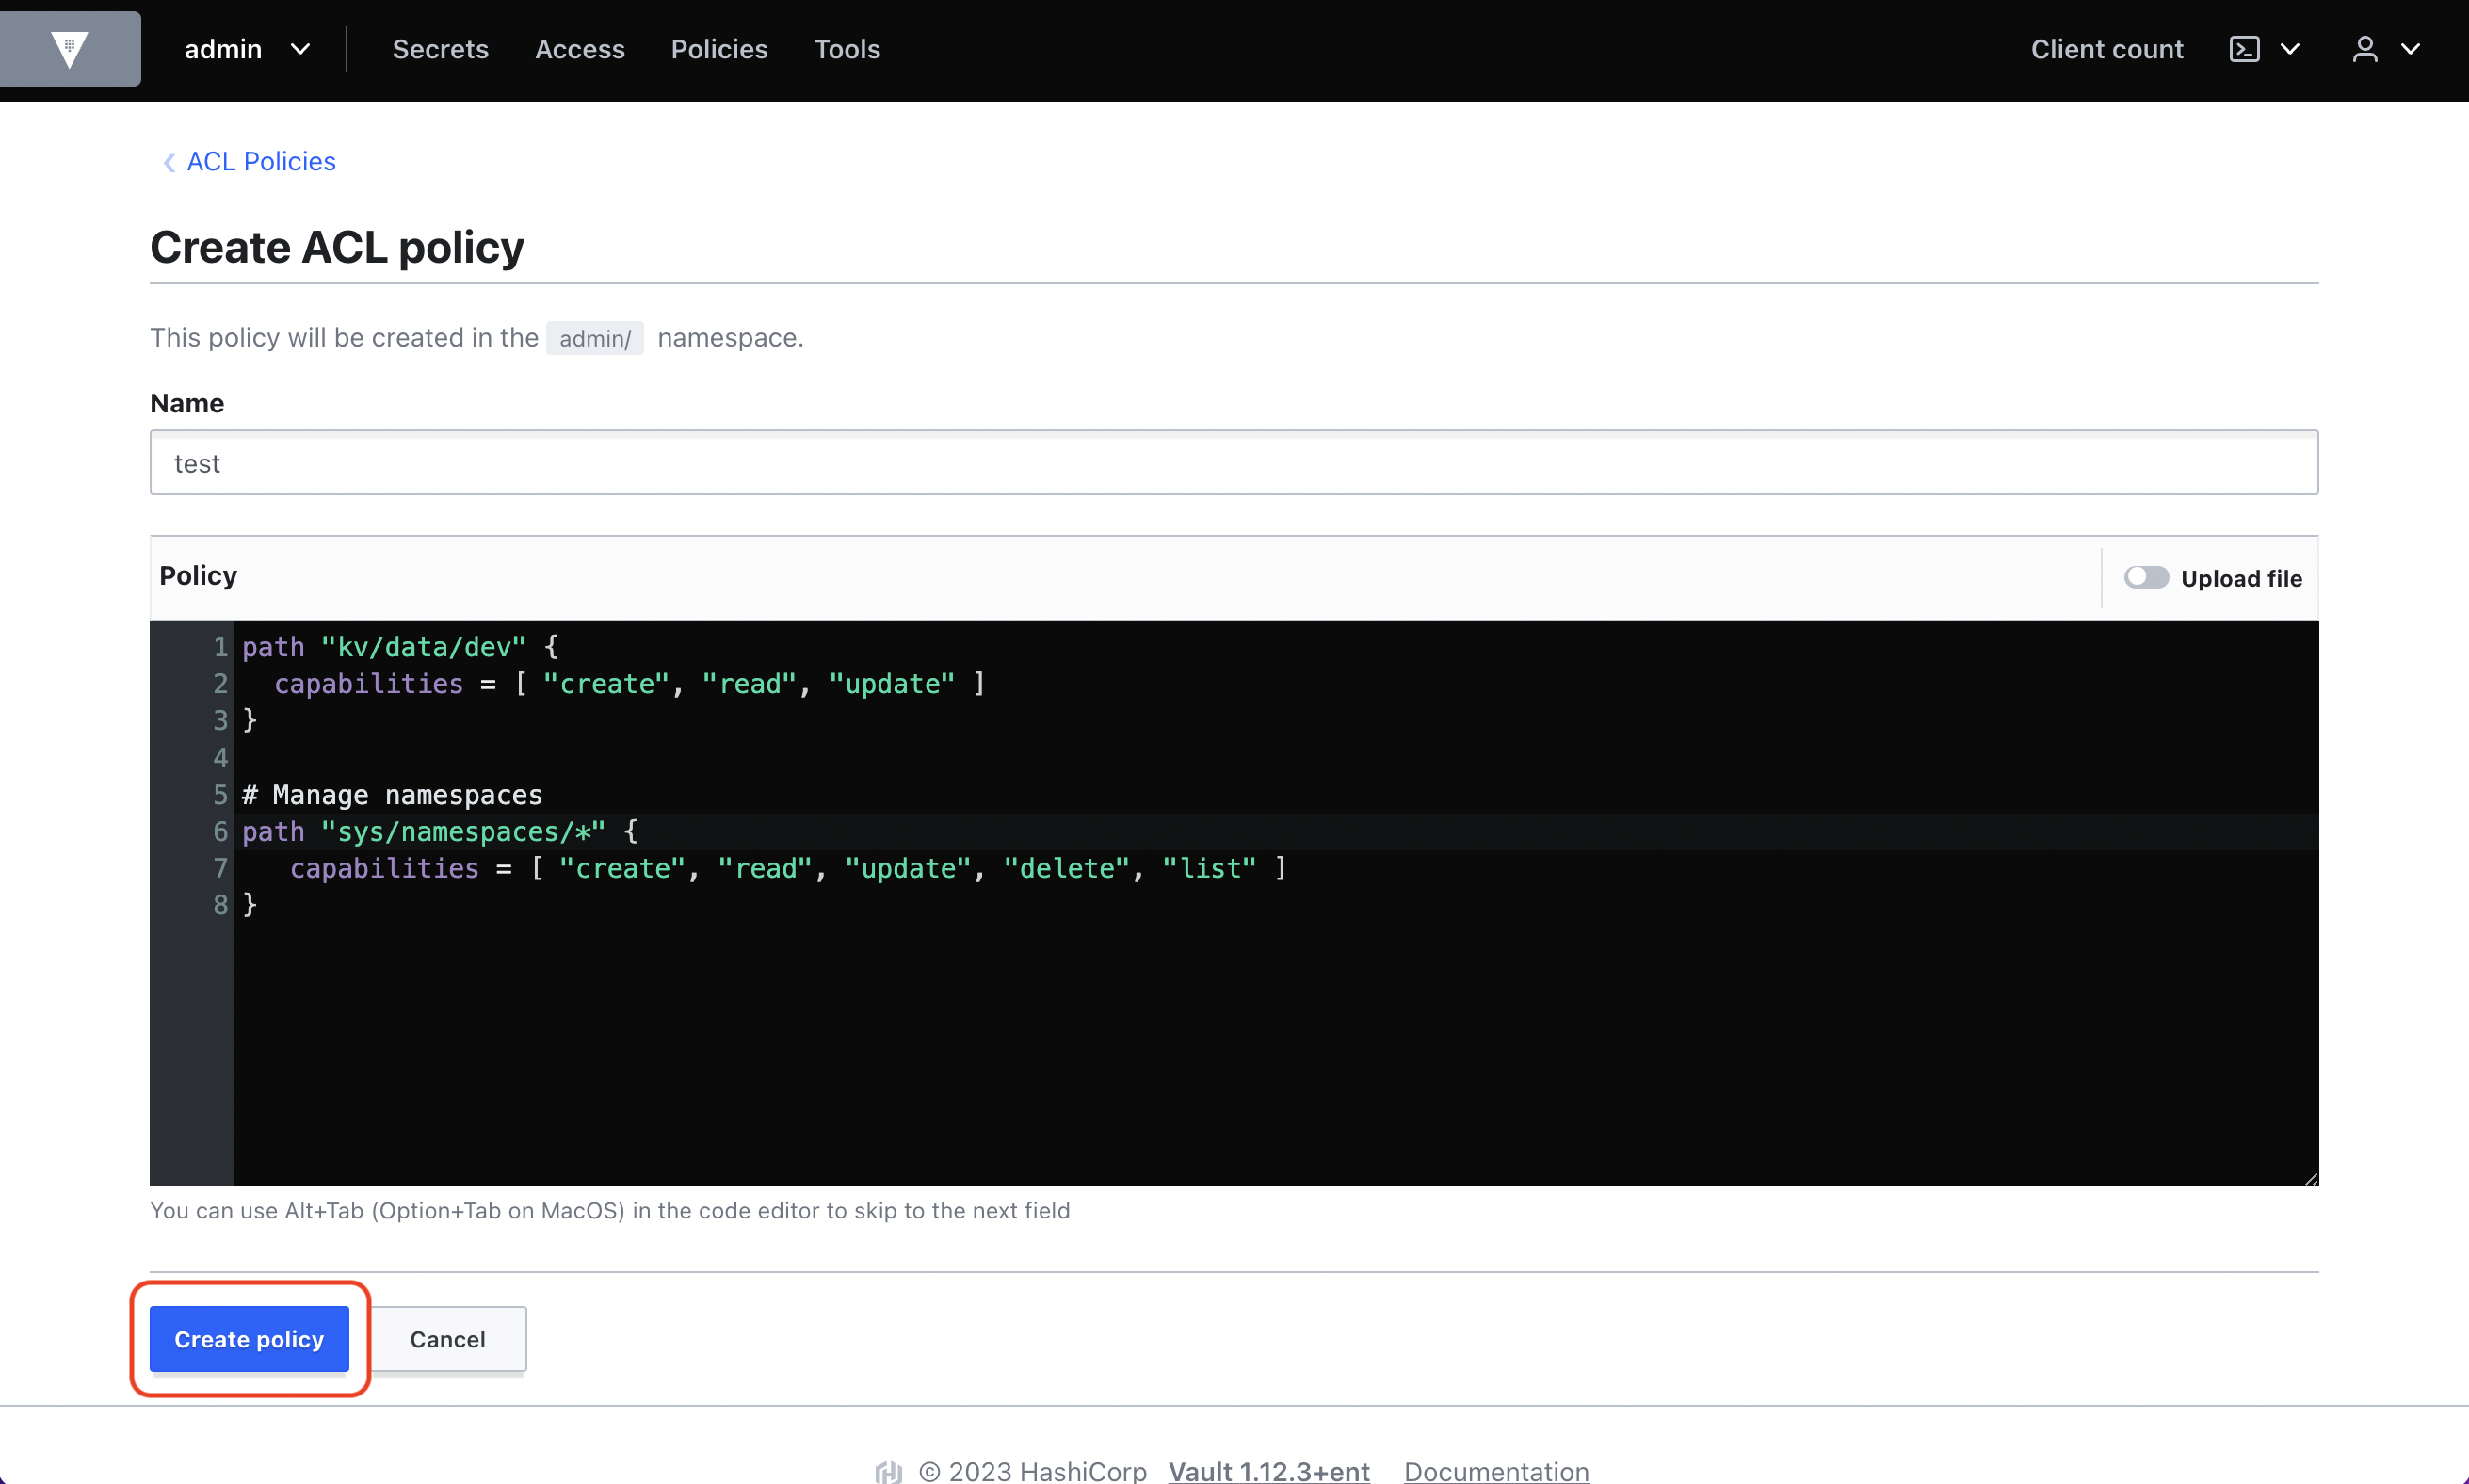 admin Secrets Access Policies Tools Client count
ACL Policies
Create ACL policy
This policy will be created in the admin/ namespace.
Name
test
Policy Upload file
1 path "kv/data/dev" {
2   capabilities = [ "create", "read", "update" ]
3 }
4
5 # Manage namespaces
6 path "sys/namespaces/*" {
7    capabilities = [ "create", "read", "update", "delete", "list" ]
8 }
You can use Alt+Tab (Option+Tab on MacOS) in the code editor to skip to the next field
Create policy Cancel
© 2023 HashiCorp Vault 1.12.3+ent Documentation